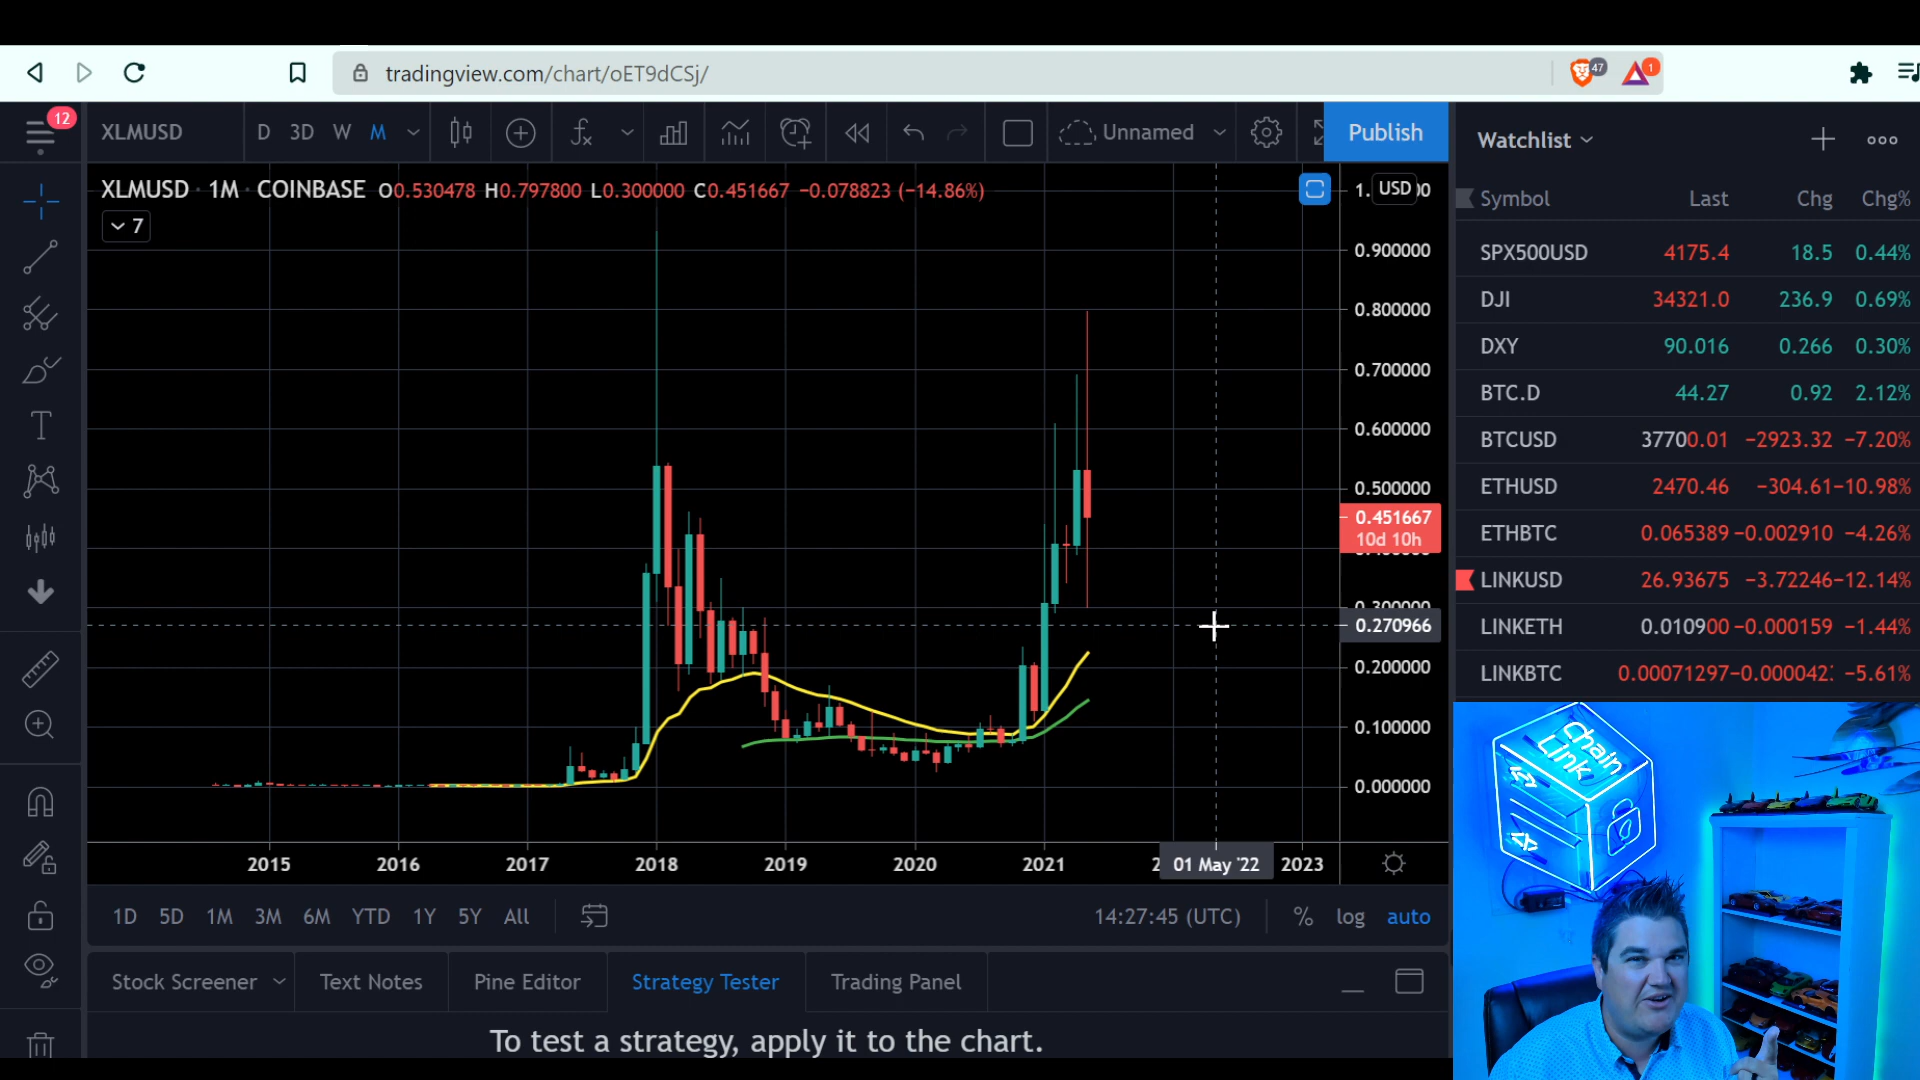 tradingview.com/chart/oET9dCSj/
47
1
12
XLMUSD D 3D W M Unnamed Publish
XLMUSD · 1M · COINBASE O0.530478 H0.797800 L0.300000 C0.451667 −0.078823 (−14.86%)
7
USD
0.900000
0.800000
0.700000
0.600000
0.500000
0.451667
10d 10h
0.300000
0.270966
0.200000
0.100000
0.000000
2015 2016 2017 2018 2019 2020 2021 01 May '22 2023
1D 5D 1M 3M 6M YTD 1Y 5Y All 14:27:45 (UTC) % log auto
Stock Screener Text Notes Pine Editor Strategy Tester Trading Panel
To test a strategy, apply it to the chart.
Watchlist
Symbol Last Chg Chg%
SPX500USD 4175.4 18.5 0.44%
DJI 34321.0 236.9 0.69%
DXY 90.016 0.266 0.30%
BTC.D 44.27 0.92 2.12%
BTCUSD 37700.01 −2923.32 −7.20%
ETHUSD 2470.46 −304.61 −10.98%
ETHBTC 0.065389 −0.002910 −4.26%
LINKUSD 26.93675 −3.72246 −12.14%
LINKETH 0.010900 −0.000159 −1.44%
LINKBTC 0.00071297 −0.000042 −5.61%
Chain
Link